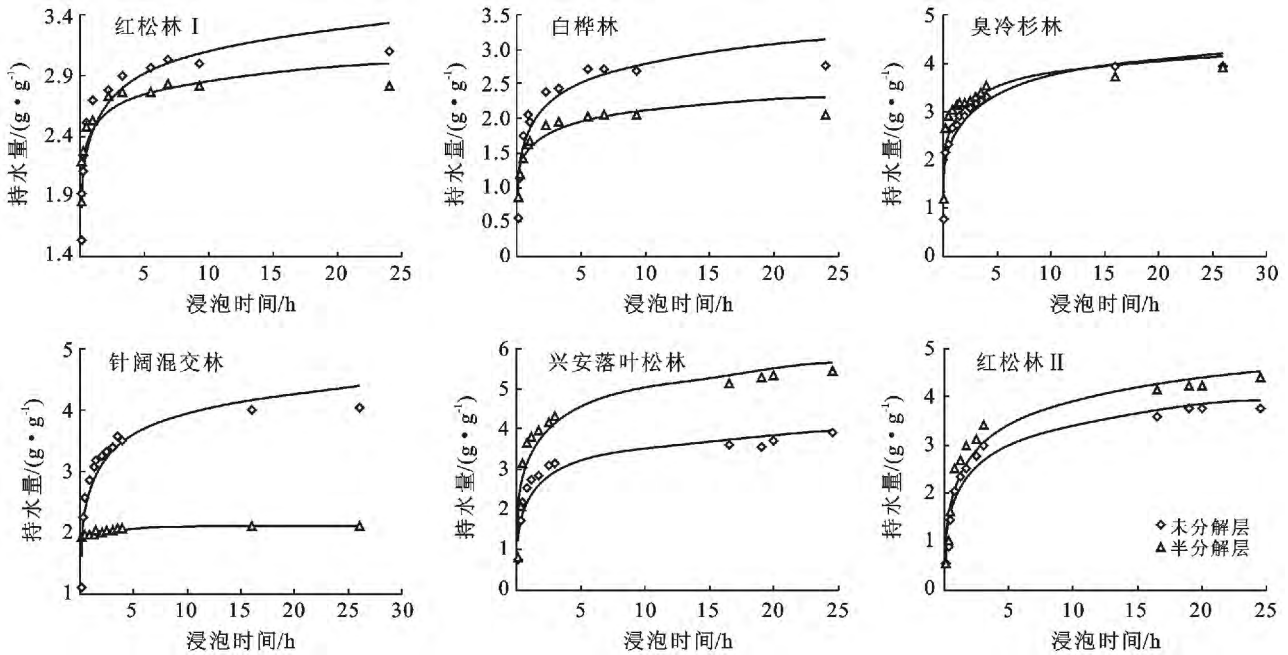 红松林 I
持水量/(g•g⁻¹)
3.4
2.9
2.4
1.9
1.4
0 5 10 15 20 25
浸泡时间/h
白桦林
持水量/(g•g⁻¹)
3.5
3.0
2.5
2.0
1.5
1.0
0.5
0
0 5 10 15 20 25
浸泡时间/h
臭冷杉林
持水量/(g•g⁻¹)
5
4
3
2
1
0
0 5 10 15 20 25 30
浸泡时间/h
针阔混交林
持水量/(g•g⁻¹)
5
4
3
2
1
0 5 10 15 20 25 30
浸泡时间/h
兴安落叶松林
持水量/(g•g⁻¹)
6
5
4
3
2
1
0
0 5 10 15 20 25
浸泡时间/h
红松林 II
持水量/(g•g⁻¹)
5
4
3
2
1
0
0 5 10 15 20 25
浸泡时间/h
未分解层
半分解层